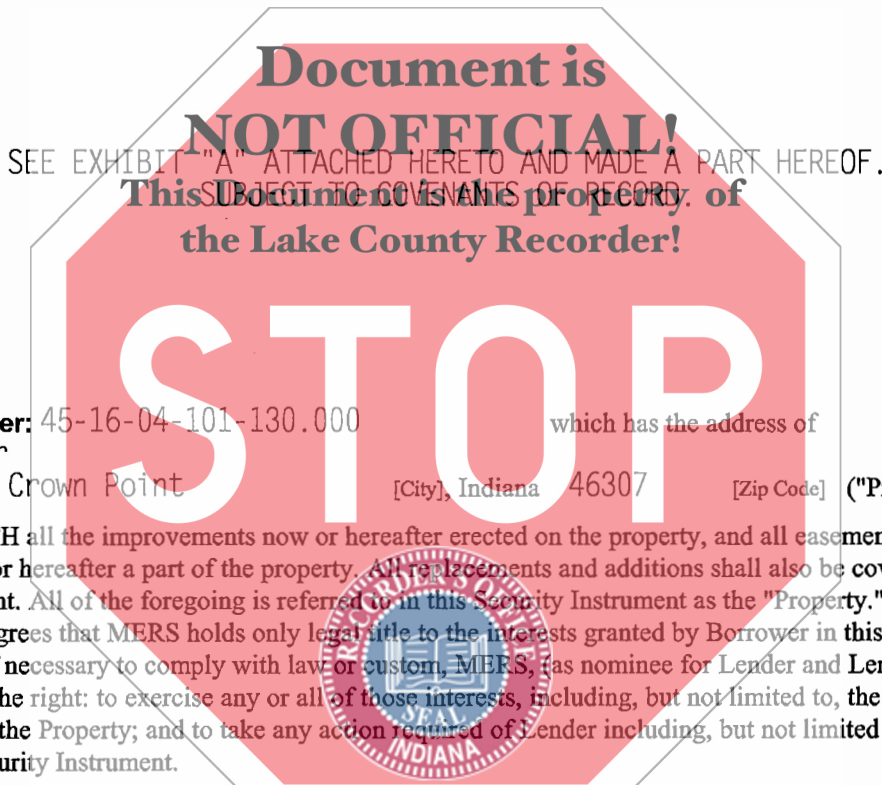 Document is
NOT OFFICIAL!
SEE EXHIBIT "A" ATTACHED HERETO AND MADE A PART HEREOF.
This Document is the property of
SUBJECT TO COVENANTS OF RECORD.
the Lake County Recorder!
STOP
er: 45-16-04-101-130.000 which has the address of
Crown Point [City], Indiana 46307 [Zip Code] ("P
H all the improvements now or hereafter erected on the property, and all easemen
or hereafter a part of the property. All replacements and additions shall also be cov
nt. All of the foregoing is referred to in this Security Instrument as the "Property."
grees that MERS holds only legal title to the interests granted by Borrower in this
f necessary to comply with law or custom, MERS, (as nominee for Lender and Len
he right: to exercise any or all of those interests, including, but not limited to, the
the Property; and to take any action required of Lender including, but not limited
urity Instrument.
RECORDER'S OFFICE
SEAL
INDIANA